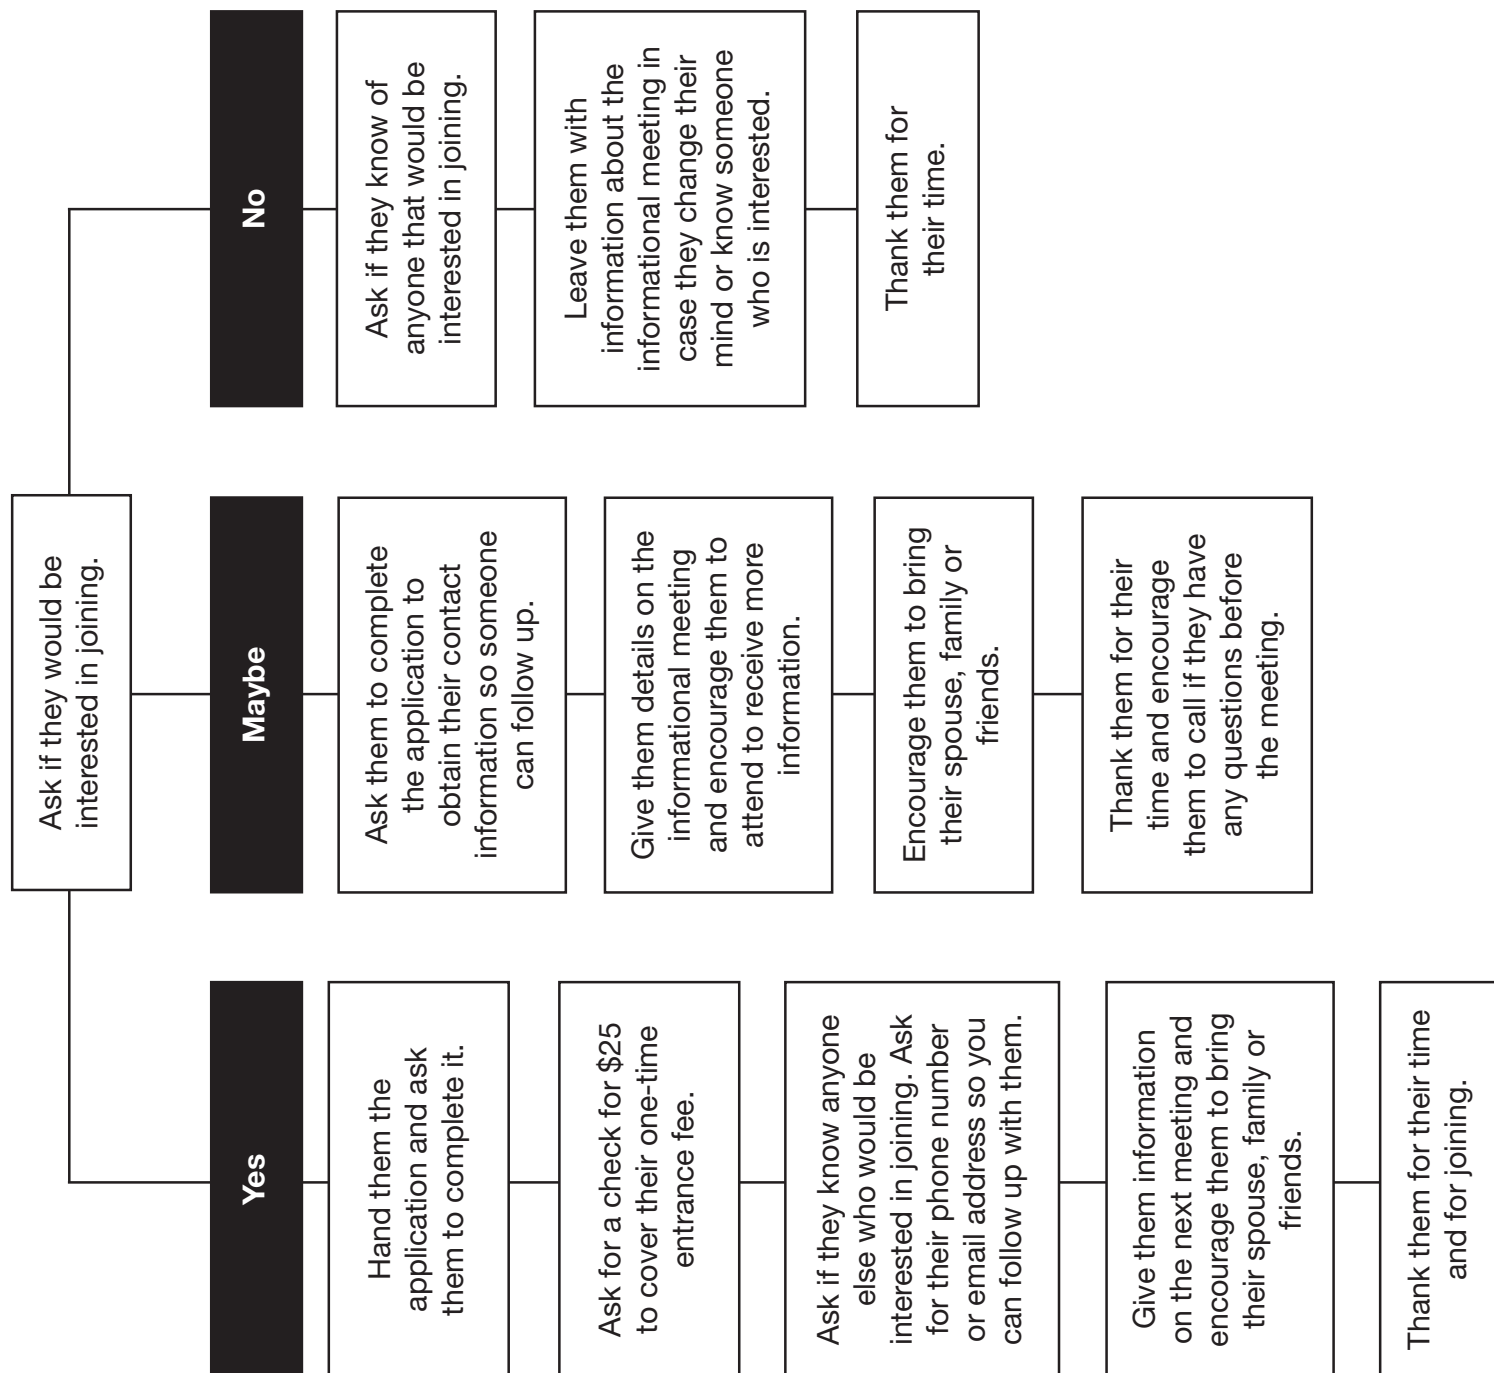 Ask if they would be
interested in joining.
Yes
Hand them the
application and ask
them to complete it.
Ask for a check for $25
to cover their one-time
entrance fee.
Ask if they know anyone
else who would be
interested in joining. Ask
for their phone number
or email address so you
can follow up with them.
Give them information
on the next meeting and
encourage them to bring
their spouse, family or
friends.
Thank them for their time
and for joining.
Maybe
Ask them to complete
the application to
obtain their contact
information so someone
can follow up.
Give them details on the
informational meeting
and encourage them to
attend to receive more
information.
Encourage them to bring
their spouse, family or
friends.
Thank them for their
time and encourage
them to call if they have
any questions before
the meeting.
No
Ask if they know of
anyone that would be
interested in joining.
Leave them with
information about the
informational meeting in
case they change their
mind or know someone
who is interested.
Thank them for
their time.